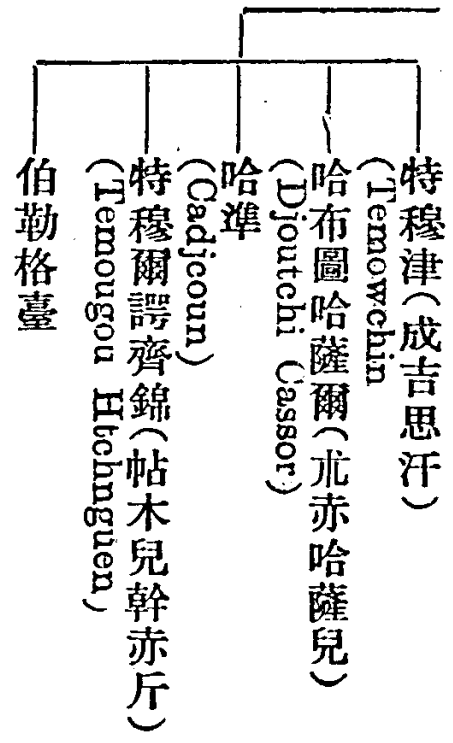 特穆津(成吉思汗)
(Temowchin
哈布圖哈薩爾(朮赤哈薩兒)
(Djoutchi Cassor)
哈準
(Cadjcoun)
特穆爾諤齊錦(帖木兒斡赤斤)
(Temougou Htchnguen)
伯勒格臺